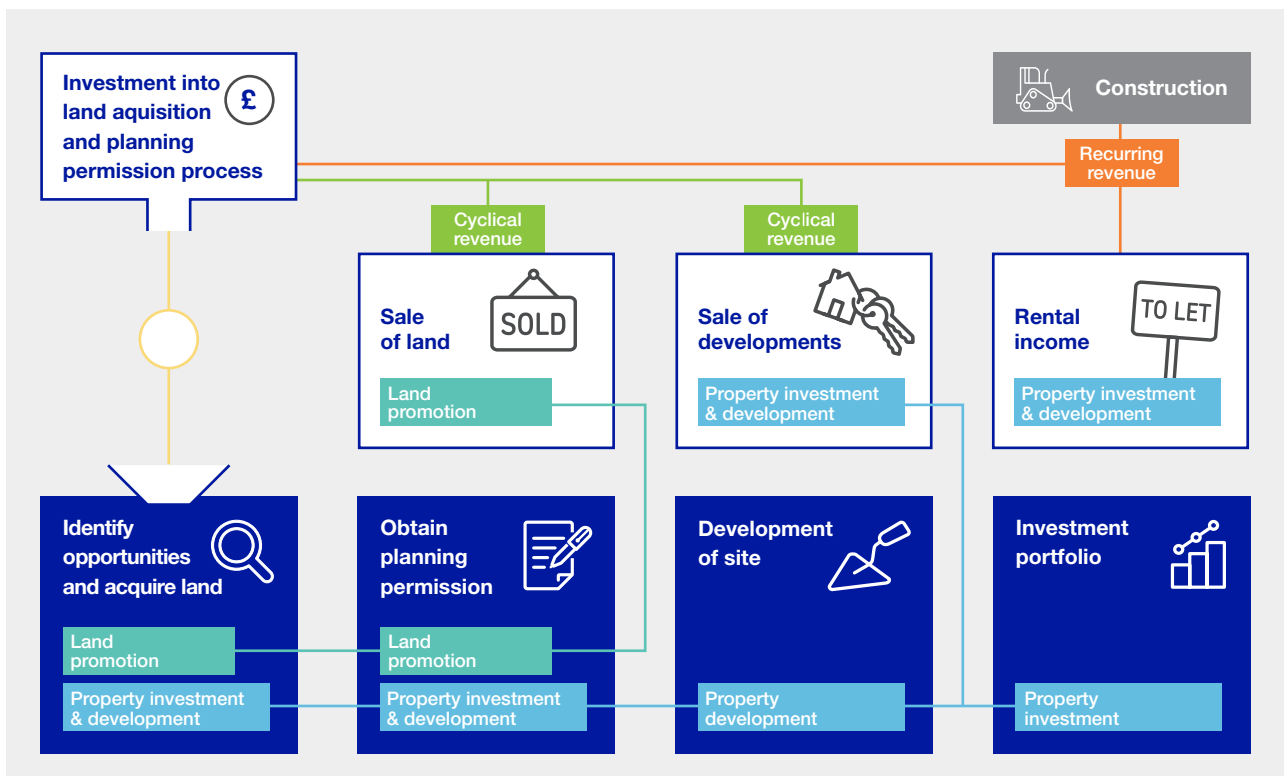 Investment into
land aquisition
and planning
permission process
£
Construction
Recurring
revenue
Cyclical
revenue
Cyclical
revenue
Sale
of land
SOLD
Land
promotion
Sale of
developments
Property investment
& development
Rental
income
TO LET
Property investment
& development
Identify
opportunities
and acquire land
Land
promotion
Property investment
& development
Obtain
planning
permission
Land
promotion
Property investment
& development
Development
of site
Property
development
Investment
portfolio
Property
investment